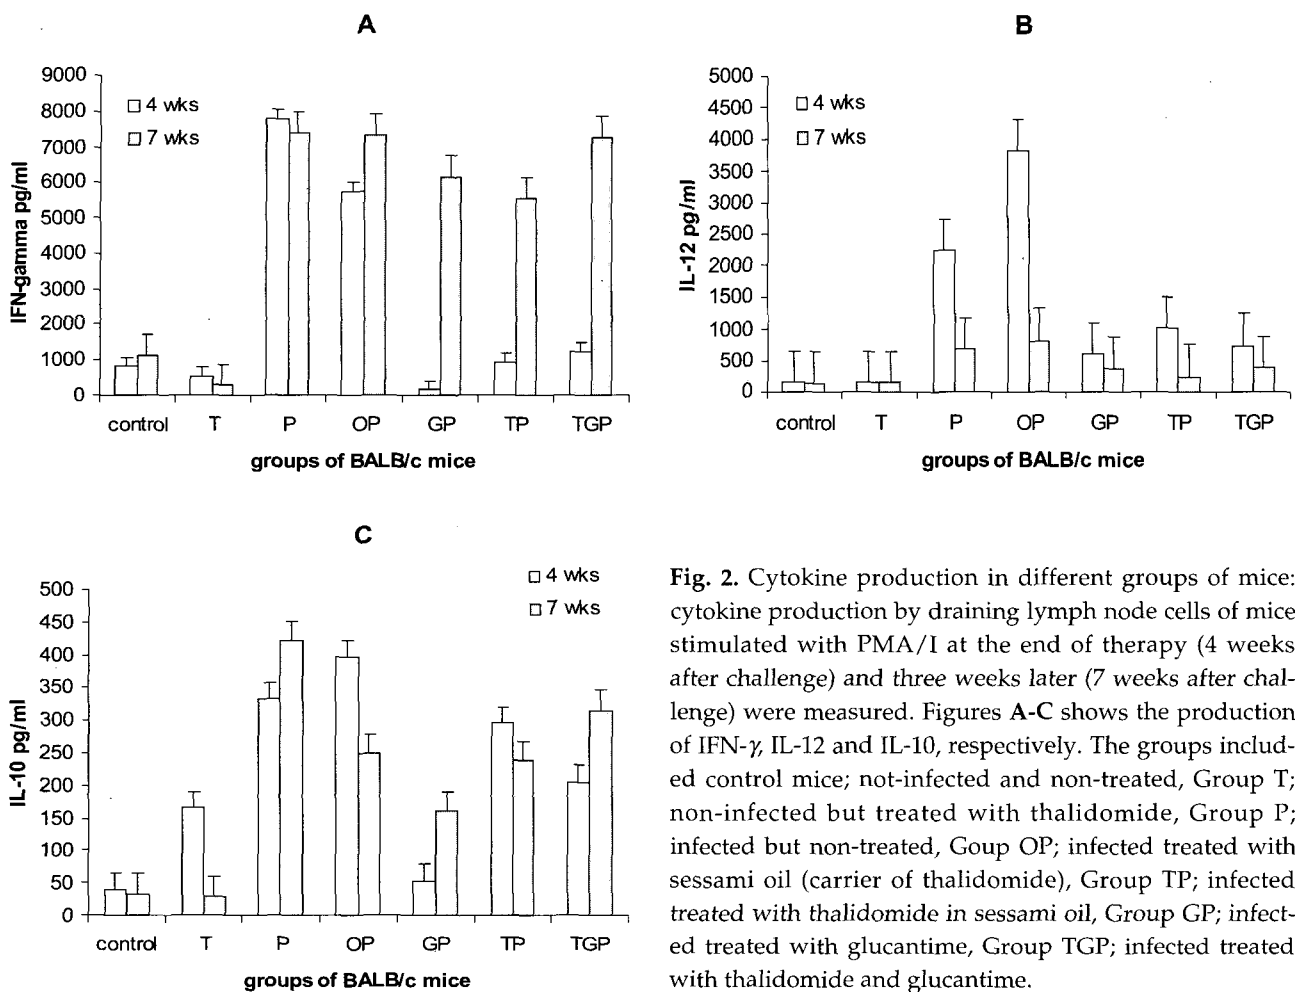 A
9000
8000
7000
6000
5000
4000
3000
2000
1000
0
IFN-gamma pg/ml
4 wks
7 wks
control T P OP GP TP TGP
groups of BALB/c mice
B
5000
4500
4000
3500
3000
2500
2000
1500
1000
500
0
IL-12 pg/ml
4 wks
7 wks
control T P OP GP TP TGP
groups of BALB/c mice
C
500
450
400
350
300
250
200
150
100
50
0
IL-10 pg/ml
4 wks
7 wks
control T P OP GP TP TGP
groups of BALB/c mice
Fig. 2. Cytokine production in different groups of mice:
cytokine production by draining lymph node cells of mice
stimulated with PMA/I at the end of therapy (4 weeks
after challenge) and three weeks later (7 weeks after chal-
lenge) were measured. Figures A-C shows the production
of IFN-γ, IL-12 and IL-10, respectively. The groups includ-
ed control mice; not-infected and non-treated, Group T;
non-infected but treated with thalidomide, Group P;
infected but non-treated, Goup OP; infected treated with
sessami oil (carrier of thalidomide), Group TP; infected
treated with thalidomide in sessami oil, Group GP; infect-
ed treated with glucantime, Group TGP; infected treated
with thalidomide and glucantime.